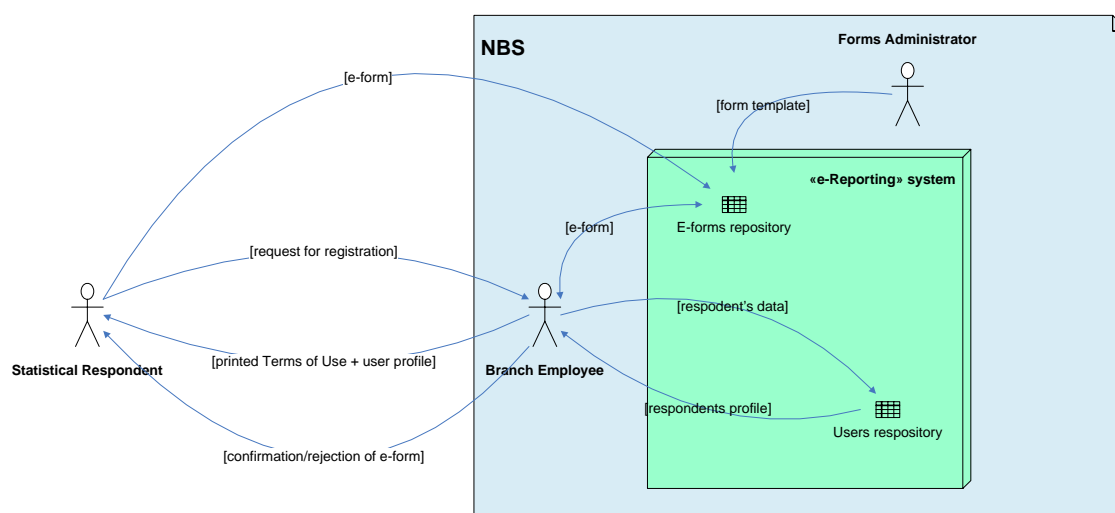 Forms Administrator
NBS
[e-form]
[form template]
«e-Reporting» system
E-forms repository
[e-form]
[request for registration]
[respodent's data]
Statistical Respondent
[printed Terms of Use + user profile]
Branch Employee
[respondents profile]
Users respository
[confirmation/rejection of e-form]